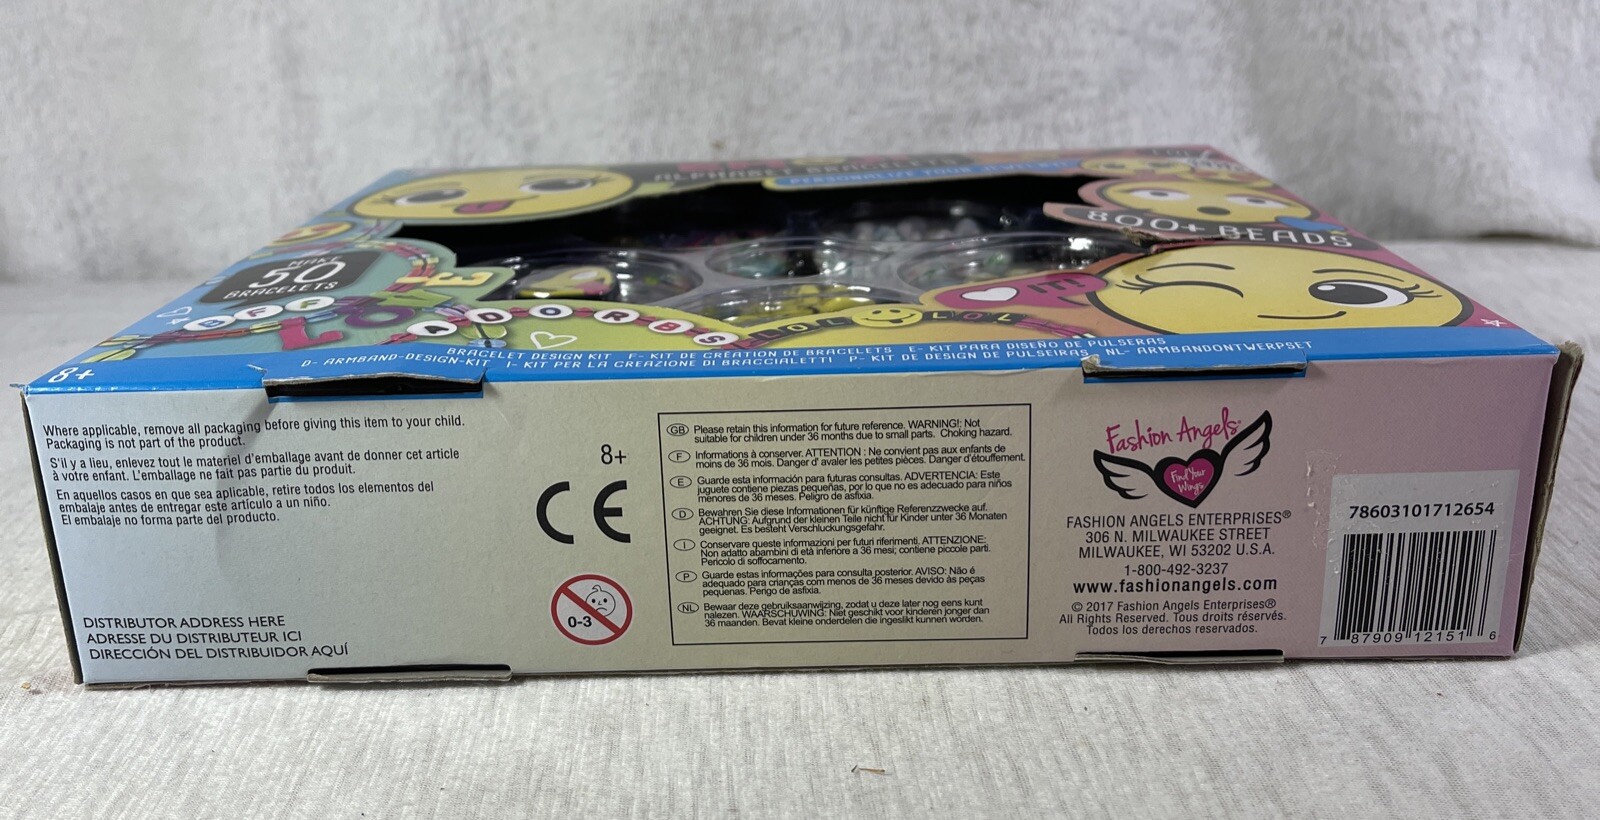 ALPHABET BRACELETS
PERSONALIZE YOUR JEWELRY!
800+ BEADS
MAKE
50
BRACELETS
BFF
LOVE
ADORBS
LOL LOL
IT!
8+
BRACELET DESIGN KIT F- KIT DE CRÉATION DE BRACELETS E- KIT PARA DISEÑO DE PULSERAS
D- ARMBAND-DESIGN-KIT I- KIT PER LA CREAZIONE DI BRACCIALETTI P- KIT DE DESIGN DE PULSEIRAS NL- ARMBANDONTWERPSET
Where applicable, remove all packaging before giving this item to your child.
Packaging is not part of the product.
S'il y a lieu, enlevez tout le materiel d'emballage avant de donner cet article
à votre enfant. L'emballage ne fait pas partie du produit.
En aquellos casos en que sea aplicable, retire todos los elementos del
embalaje antes de entregar este artículo a un niño.
El embalaje no forma parte del producto.
DISTRIBUTOR ADDRESS HERE
ADRESSE DU DISTRIBUTEUR ICI
DIRECCIÓN DEL DISTRIBUIDOR AQUÍ
8+
CE
0-3
GB Please retain this information for future reference. WARNING!: Not
suitable for children under 36 months due to small parts. Choking hazard.
F Informations à conserver. ATTENTION : Ne convient pas aux enfants de
moins de 36 mois. Danger d' avaler les petites pièces. Danger d'étouffement.
E Guarde esta información para futuras consultas. ADVERTENCIA: Este
juguete contiene piezas pequeñas, por lo que no es adecuado para niños
menores de 36 meses. Peligro de asfixia.
D Bewahren Sie diese Informationen für künftige Referenzzwecke auf.
ACHTUNG: Aufgrund der kleinen Teile nicht für Kinder unter 36 Monaten
geeignet. Es besteht Verschluckungsgefahr.
I Conservare queste informazioni per futuri riferimenti. ATTENZIONE:
Non adatto abambini di età inferiore a 36 mesi; contiene piccole parti.
Pericolo di soffocamento.
P Guarde estas informações para consulta posterior. AVISO: Não é
adequado para crianças com menos de 36 meses devido às peças
pequenas. Perigo de asfixia.
NL Bewaar deze gebruiksaanwijzing, zodat u deze later nog eens kunt
nalezen. WAARSCHUWING: Niet geschikt voor kinderen jonger dan
36 maanden. Bevat kleine onderdelen die ingeslikt kunnen worden.
Fashion Angels®
Find Your
Wings
FASHION ANGELS ENTERPRISES®
306 N. MILWAUKEE STREET
MILWAUKEE, WI 53202 U.S.A.
1-800-492-3237
www.fashionangels.com
© 2017 Fashion Angels Enterprises®
All Rights Reserved. Tous droits réservés.
Todos los derechos reservados.
78603101712654
7 87909 12151 6